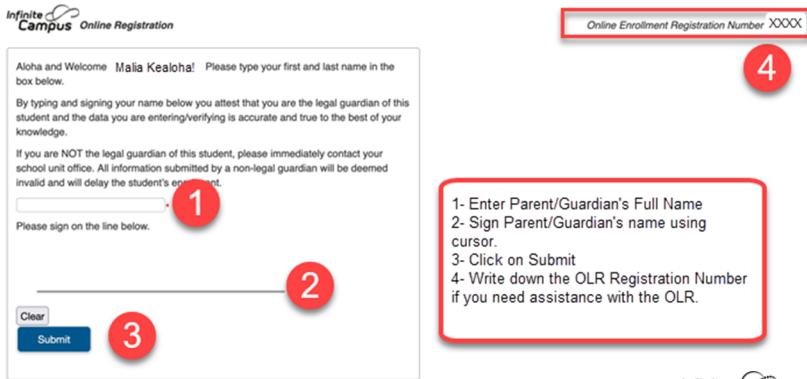 Infinite
Campus Online Registration
Online Enrollment Registration Number XXXX
4
Aloha and Welcome Malia Kealoha! Please type your first and last name in the
box below.
By typing and signing your name below you attest that you are the legal guardian of this
student and the data you are entering/verifying is accurate and true to the best of your
knowledge.
If you are NOT the legal guardian of this student, please immediately contact your
school unit office. All information submitted by a non-legal guardian will be deemed
invalid and will delay the student's
1
Please sign on the line below.
2
Clear
Submit
3
1- Enter Parent/Guardian's Full Name
2- Sign Parent/Guardian's name using
cursor.
3- Click on Submit
4- Write down the OLR Registration Number
if you need assistance with the OLR.